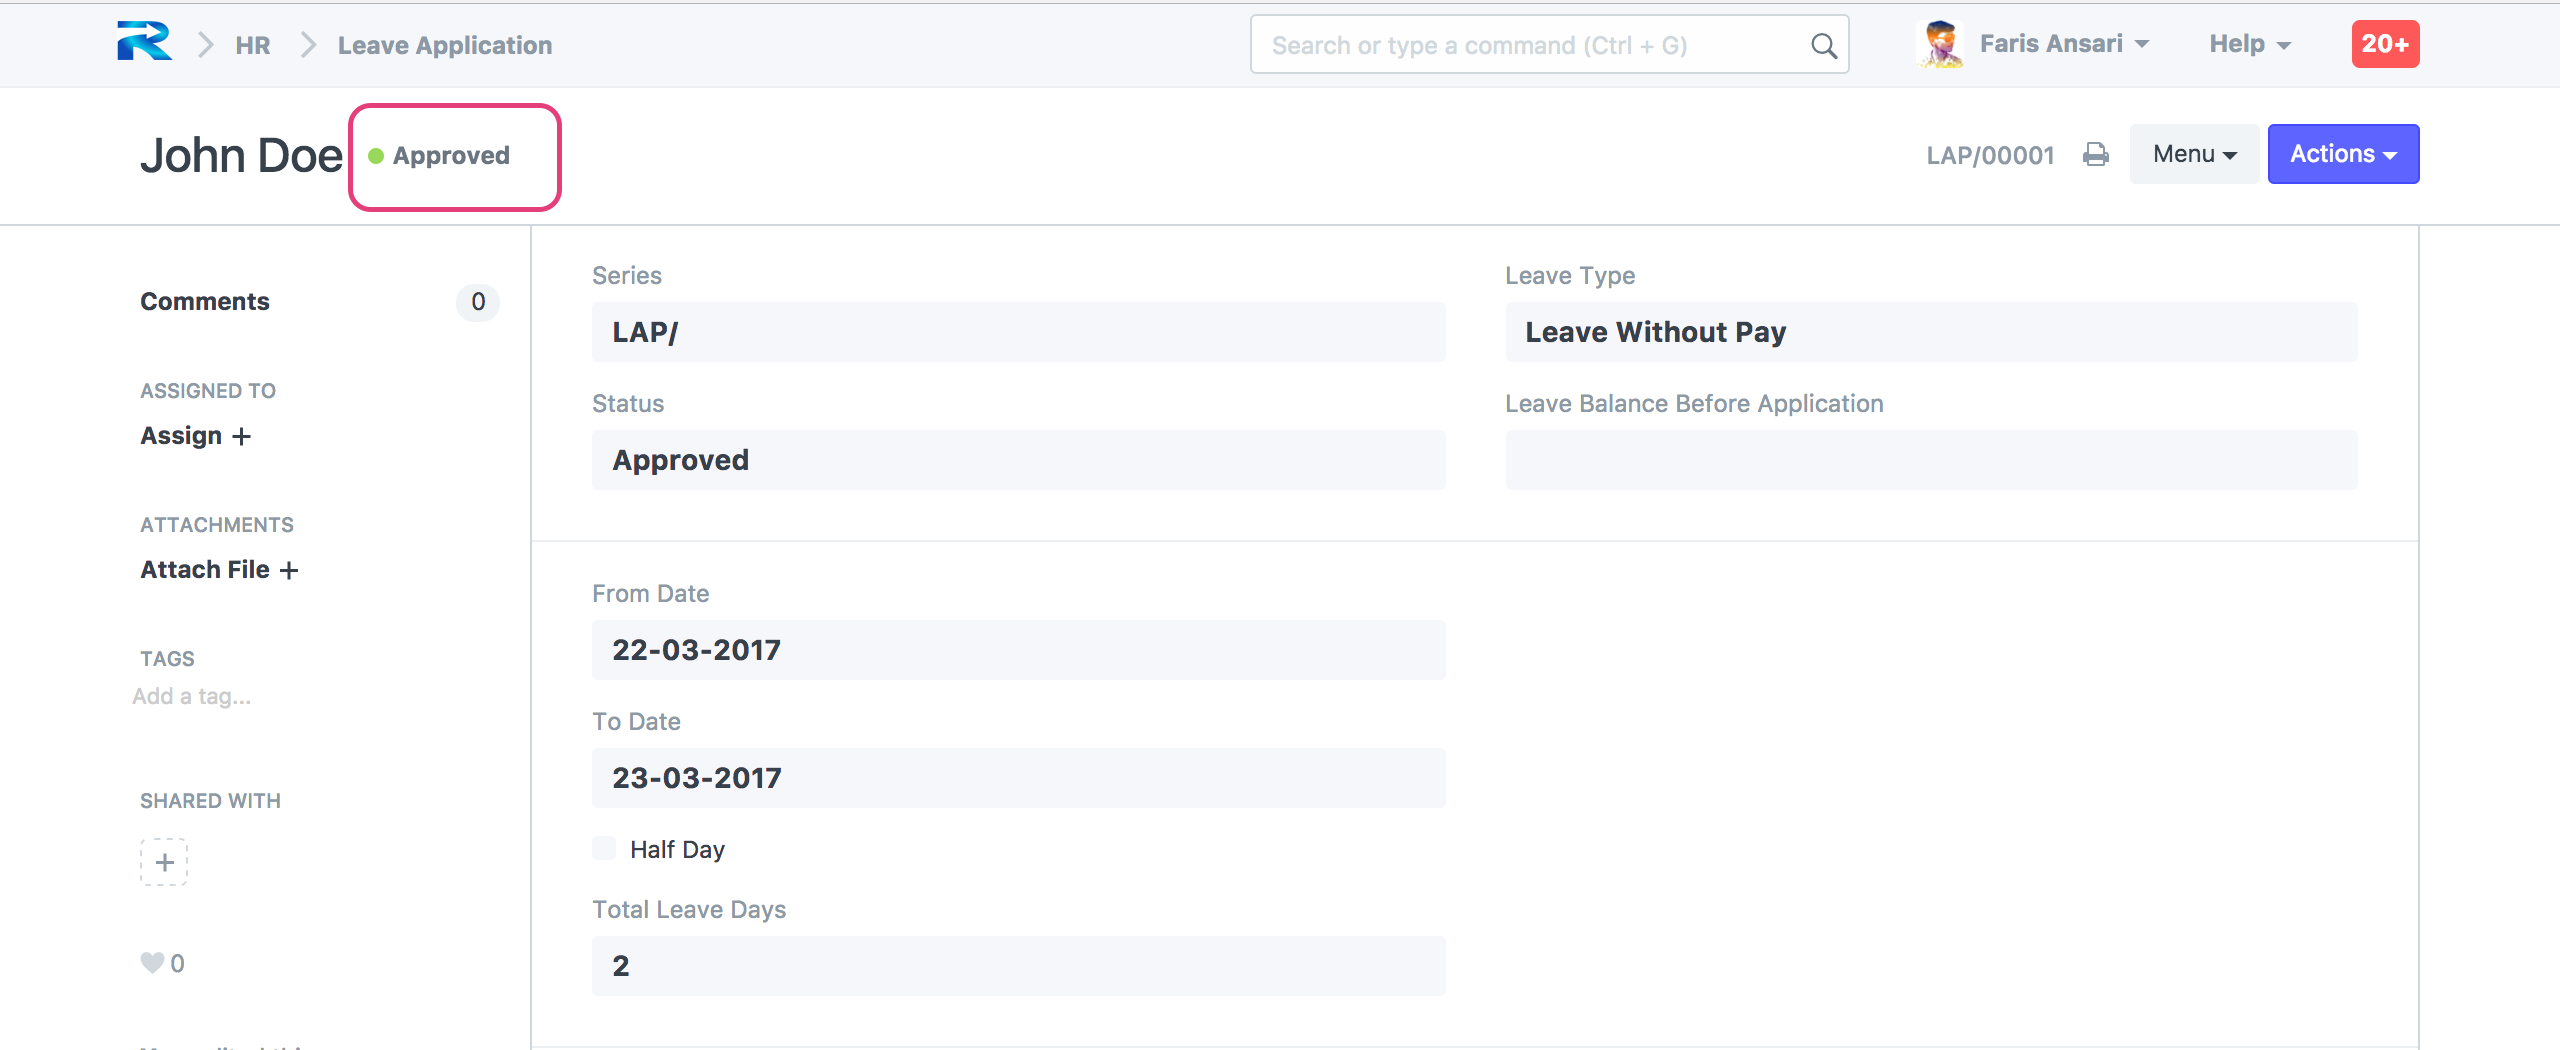 HR
Leave Application
Search or type a command (Ctrl + G)
Faris Ansari
Help
20+
John Doe
Approved
LAP/00001
Menu
Actions
Comments
0
ASSIGNED TO
Assign +
ATTACHMENTS
Attach File +
TAGS
Add a tag...
SHARED WITH
+
0
Series
LAP/
Status
Approved
Leave Type
Leave Without Pay
Leave Balance Before Application
From Date
22-03-2017
To Date
23-03-2017
Half Day
Total Leave Days
2